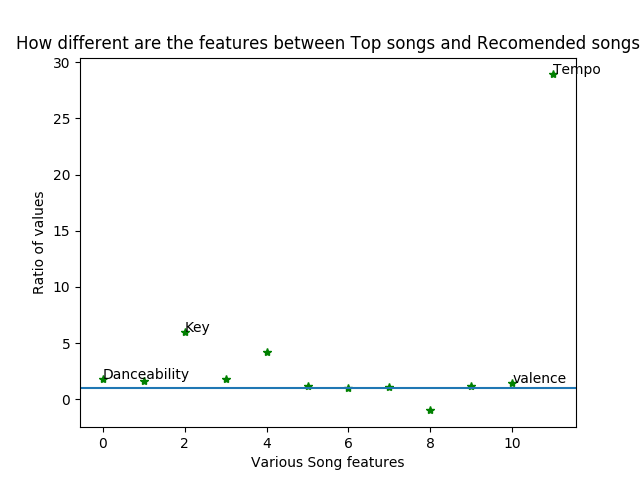 How different are the features between Top songs and Recomended songs
30
25
20
15
10
5
0
Ratio of values
Tempo
Key
Danceability
valence
0 2 4 6 8 10
Various Song features